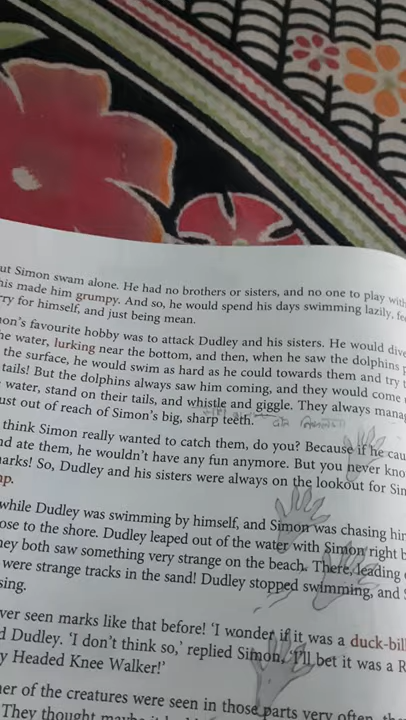 ut Simon swam alone. He had no brothers or sisters, and no one to play with
his made him grumpy. And so, he would spend his days swimming lazily, fe
rry for himself, and just being mean.
on's favourite hobby was to attack Dudley and his sisters. He would dive
he water, lurking near the bottom, and then, when he saw the dolphins p
the surface, he would swim as hard as he could towards them and try t
tails! But the dolphins always saw him coming, and they would come
water, stand on their tails, and whistle and giggle. They always manag
ust out of reach of Simon's big, sharp teeth.
think Simon really wanted to catch them, do you? Because if he cau
nd ate them, he wouldn't have any fun anymore. But you never kno
arks! So, Dudley and his sisters were always on the lookout for Sim
mp.
while Dudley was swimming by himself, and Simon was chasing hir
ose to the shore. Dudley leaped out of the water with Simon right b
hey both saw something very strange on the beach. There, leading
were strange tracks in the sand! Dudley stopped swimming, and S
sing.
ver seen marks like that before! 'I wonder if it was a duck-bil
d Dudley. 'I don't think so,' replied Simon. 'I'll bet it was a R
y Headed Knee Walker!'
her of the creatures were seen in those parts very often, th
They thought maybe it